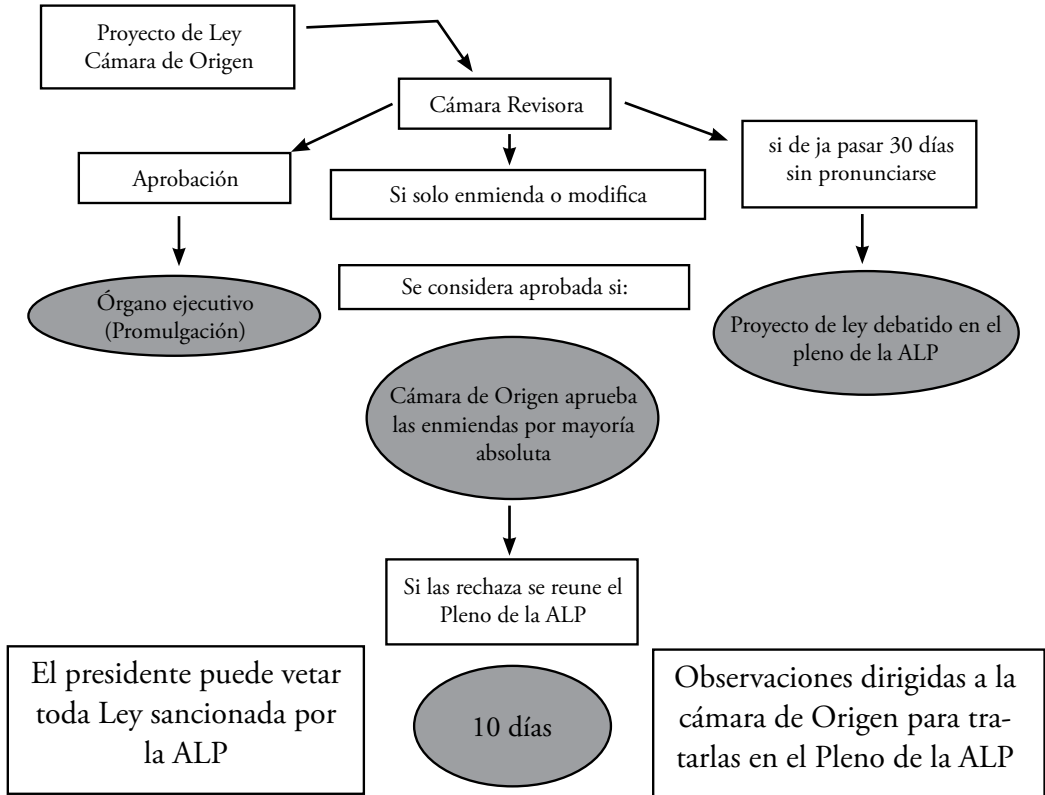 Proyecto de Ley
Cámara de Origen
Cámara Revisora
Aprobación
Si solo enmienda o modifica
si de ja pasar 30 días
sin pronunciarse
Órgano ejecutivo
(Promulgación)
Se considera aprobada si:
Proyecto de ley debatido en el
pleno de la ALP
Cámara de Origen aprueba
las enmiendas por mayoría
absoluta
Si las rechaza se reune el
Pleno de la ALP
El presidente puede vetar
toda Ley sancionada por
la ALP
10 días
Observaciones dirigidas a la
cámara de Origen para tra-
tarlas en el Pleno de la ALP